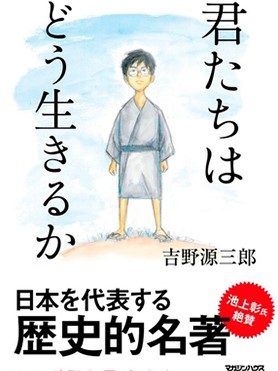 君たちは
どう生きるか
吉野源三郎
日本を代表する
歴史的名著
池上彰氏
絶賛
マガジンハウス